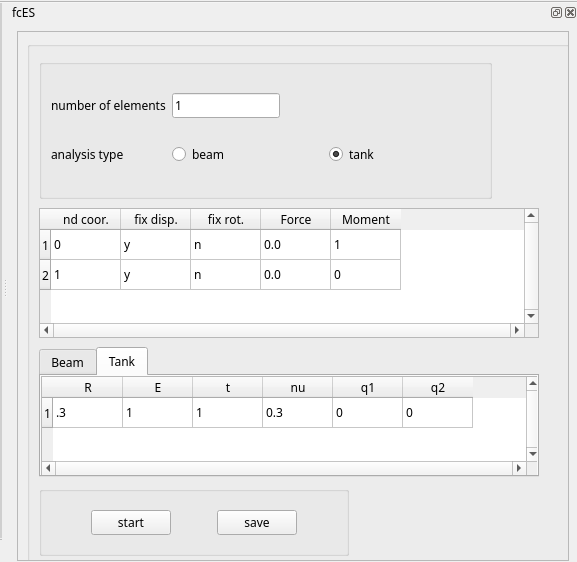 fcES
number of elements 1
analysis type beam tank
nd coor. fix disp. fix rot. Force Moment
1 0 y n 0.0 1
2 1 y n 0.0 0
Beam Tank
R E t nu q1 q2
1 .3 1 1 0.3 0 0
start save